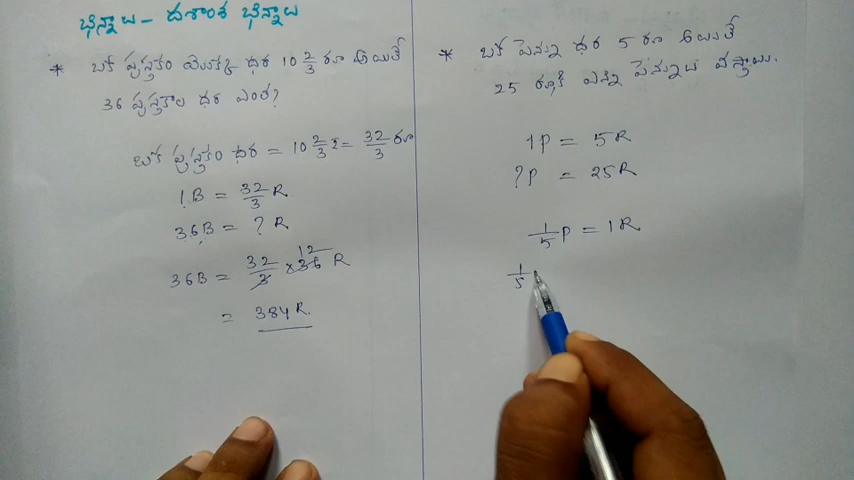 భిన్నాలు - దశాంశ భిన్నాలు
* ఒక పుస్తకం యొక్క ధర 10 2/3 రూ అయితే
36 పుస్తకాల ధర ఎంత?
ఒక పుస్తకం ధర = 10 2/3 = 32/3 రూ
1B = 32/3 R
36B = ? R
36B = 32/3 × 36 12 R
= 384 R.
* ఒక పెన్ను ధర 5 రూ అయితే
25 రూకి ఎన్ని పెన్నులు వస్తాయి.
1P = 5R
?P = 25R
1/5 P = 1R
1/5